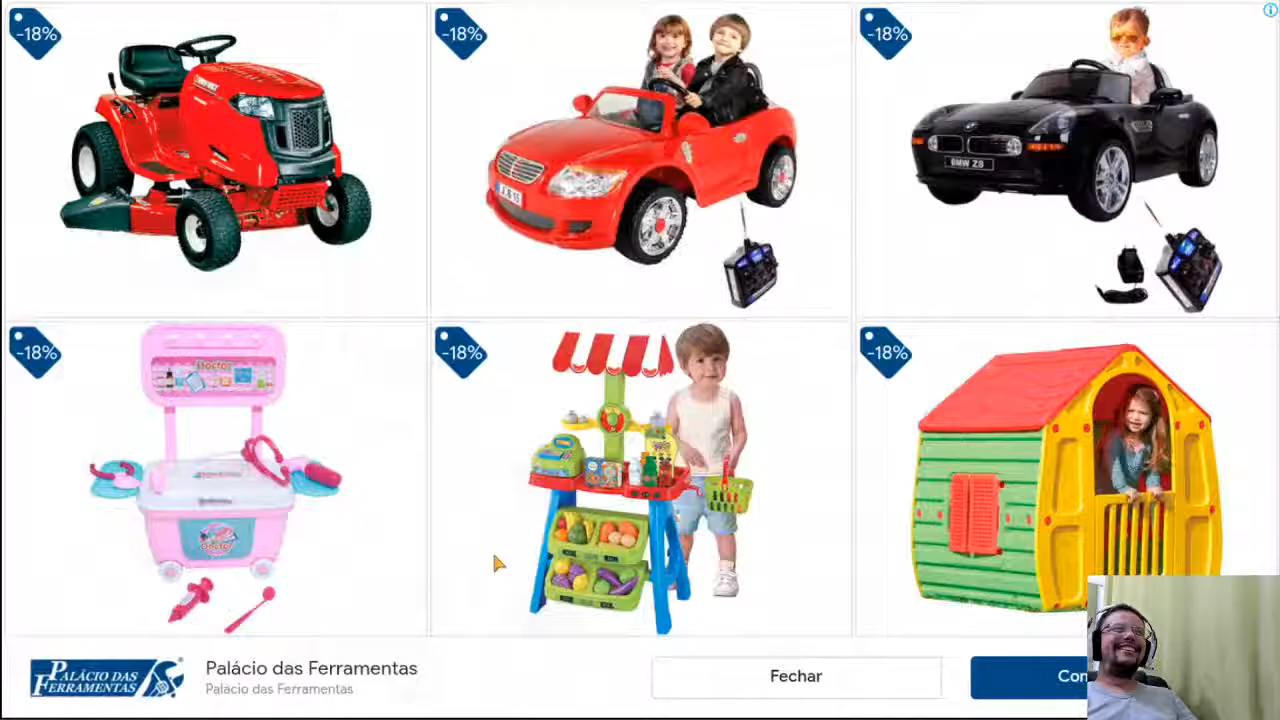 -18%
-18%
-18%
BMW Z8
-18%
Doctor
Doctor
-18%
-18%
PALÁCIO DAS
FERRAMENTAS
Palácio das Ferramentas
Palácio das Ferramentas
Fechar
Con